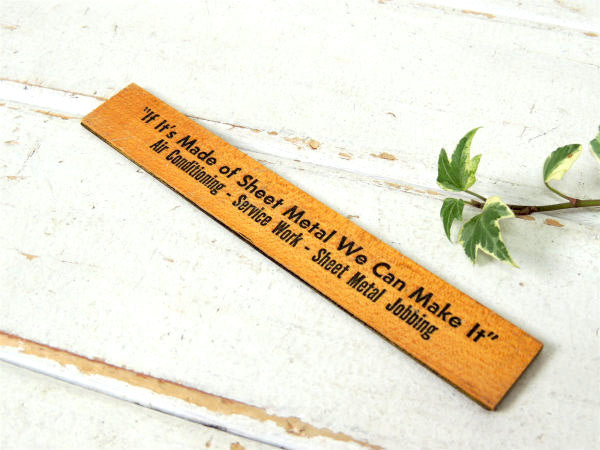 "If It's Made of Sheet Metal We Can Make It"
Air Conditioning - Service Work - Sheet Metal Jobbing